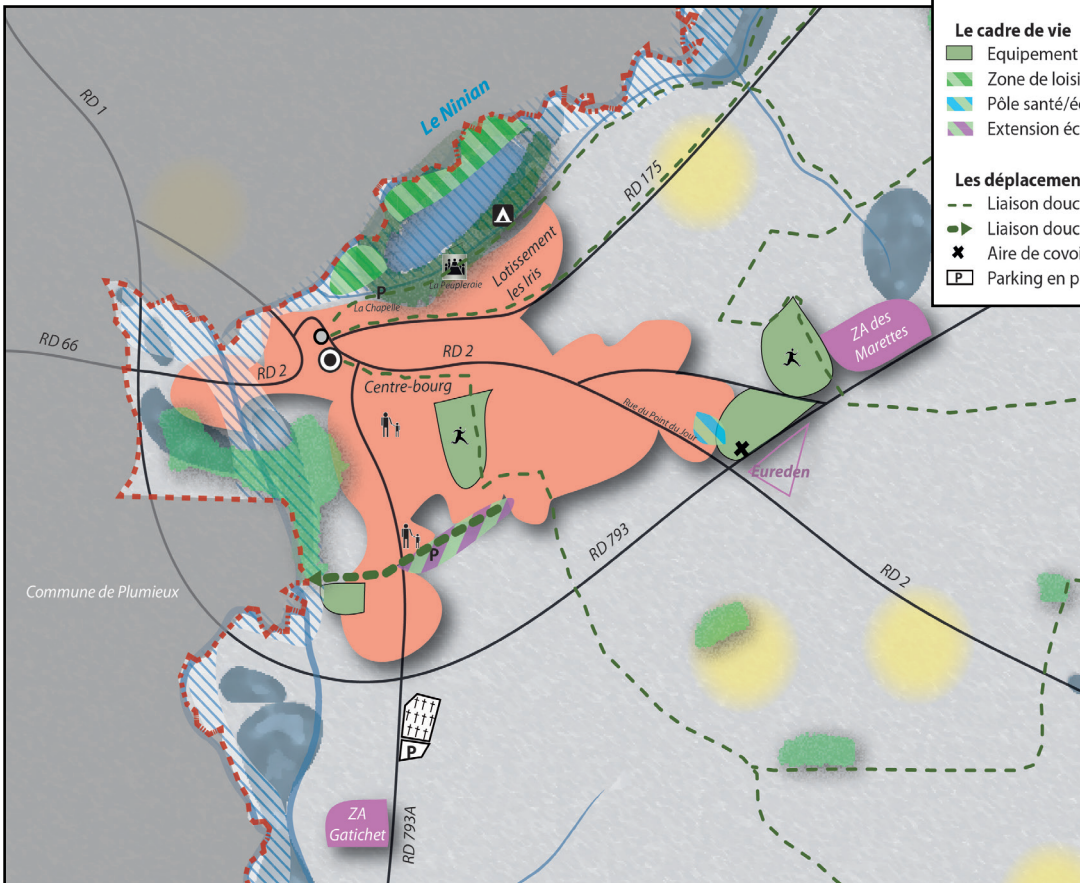 Le cadre de vie
Equipement
Zone de loisi
Pôle santé/é
Extension éc
Les déplacemen
Liaison douc
Liaison douc
Aire de covoi
P Parking en p
RD 1
Le Ninian
RD 175
Lotissement
les Iris
La Peupleraie
P
La Chapelle
ZA des
Marettes
RD 66
RD 2
RD 2
Centre-bourg
Rue du Point du Jour
Eureden
RD 793
P
RD 2
Commune de Plumieux
P
ZA
Gatichet
RD 793A